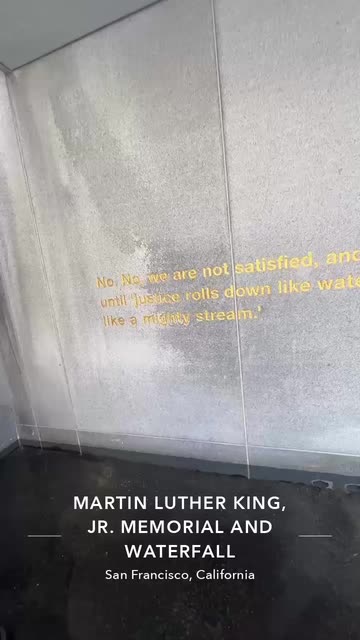 No. No, we are not satisfied, and
until 'justice rolls down like wate
like a mighty stream.'
MARTIN LUTHER KING,
JR. MEMORIAL AND
WATERFALL
San Francisco, California